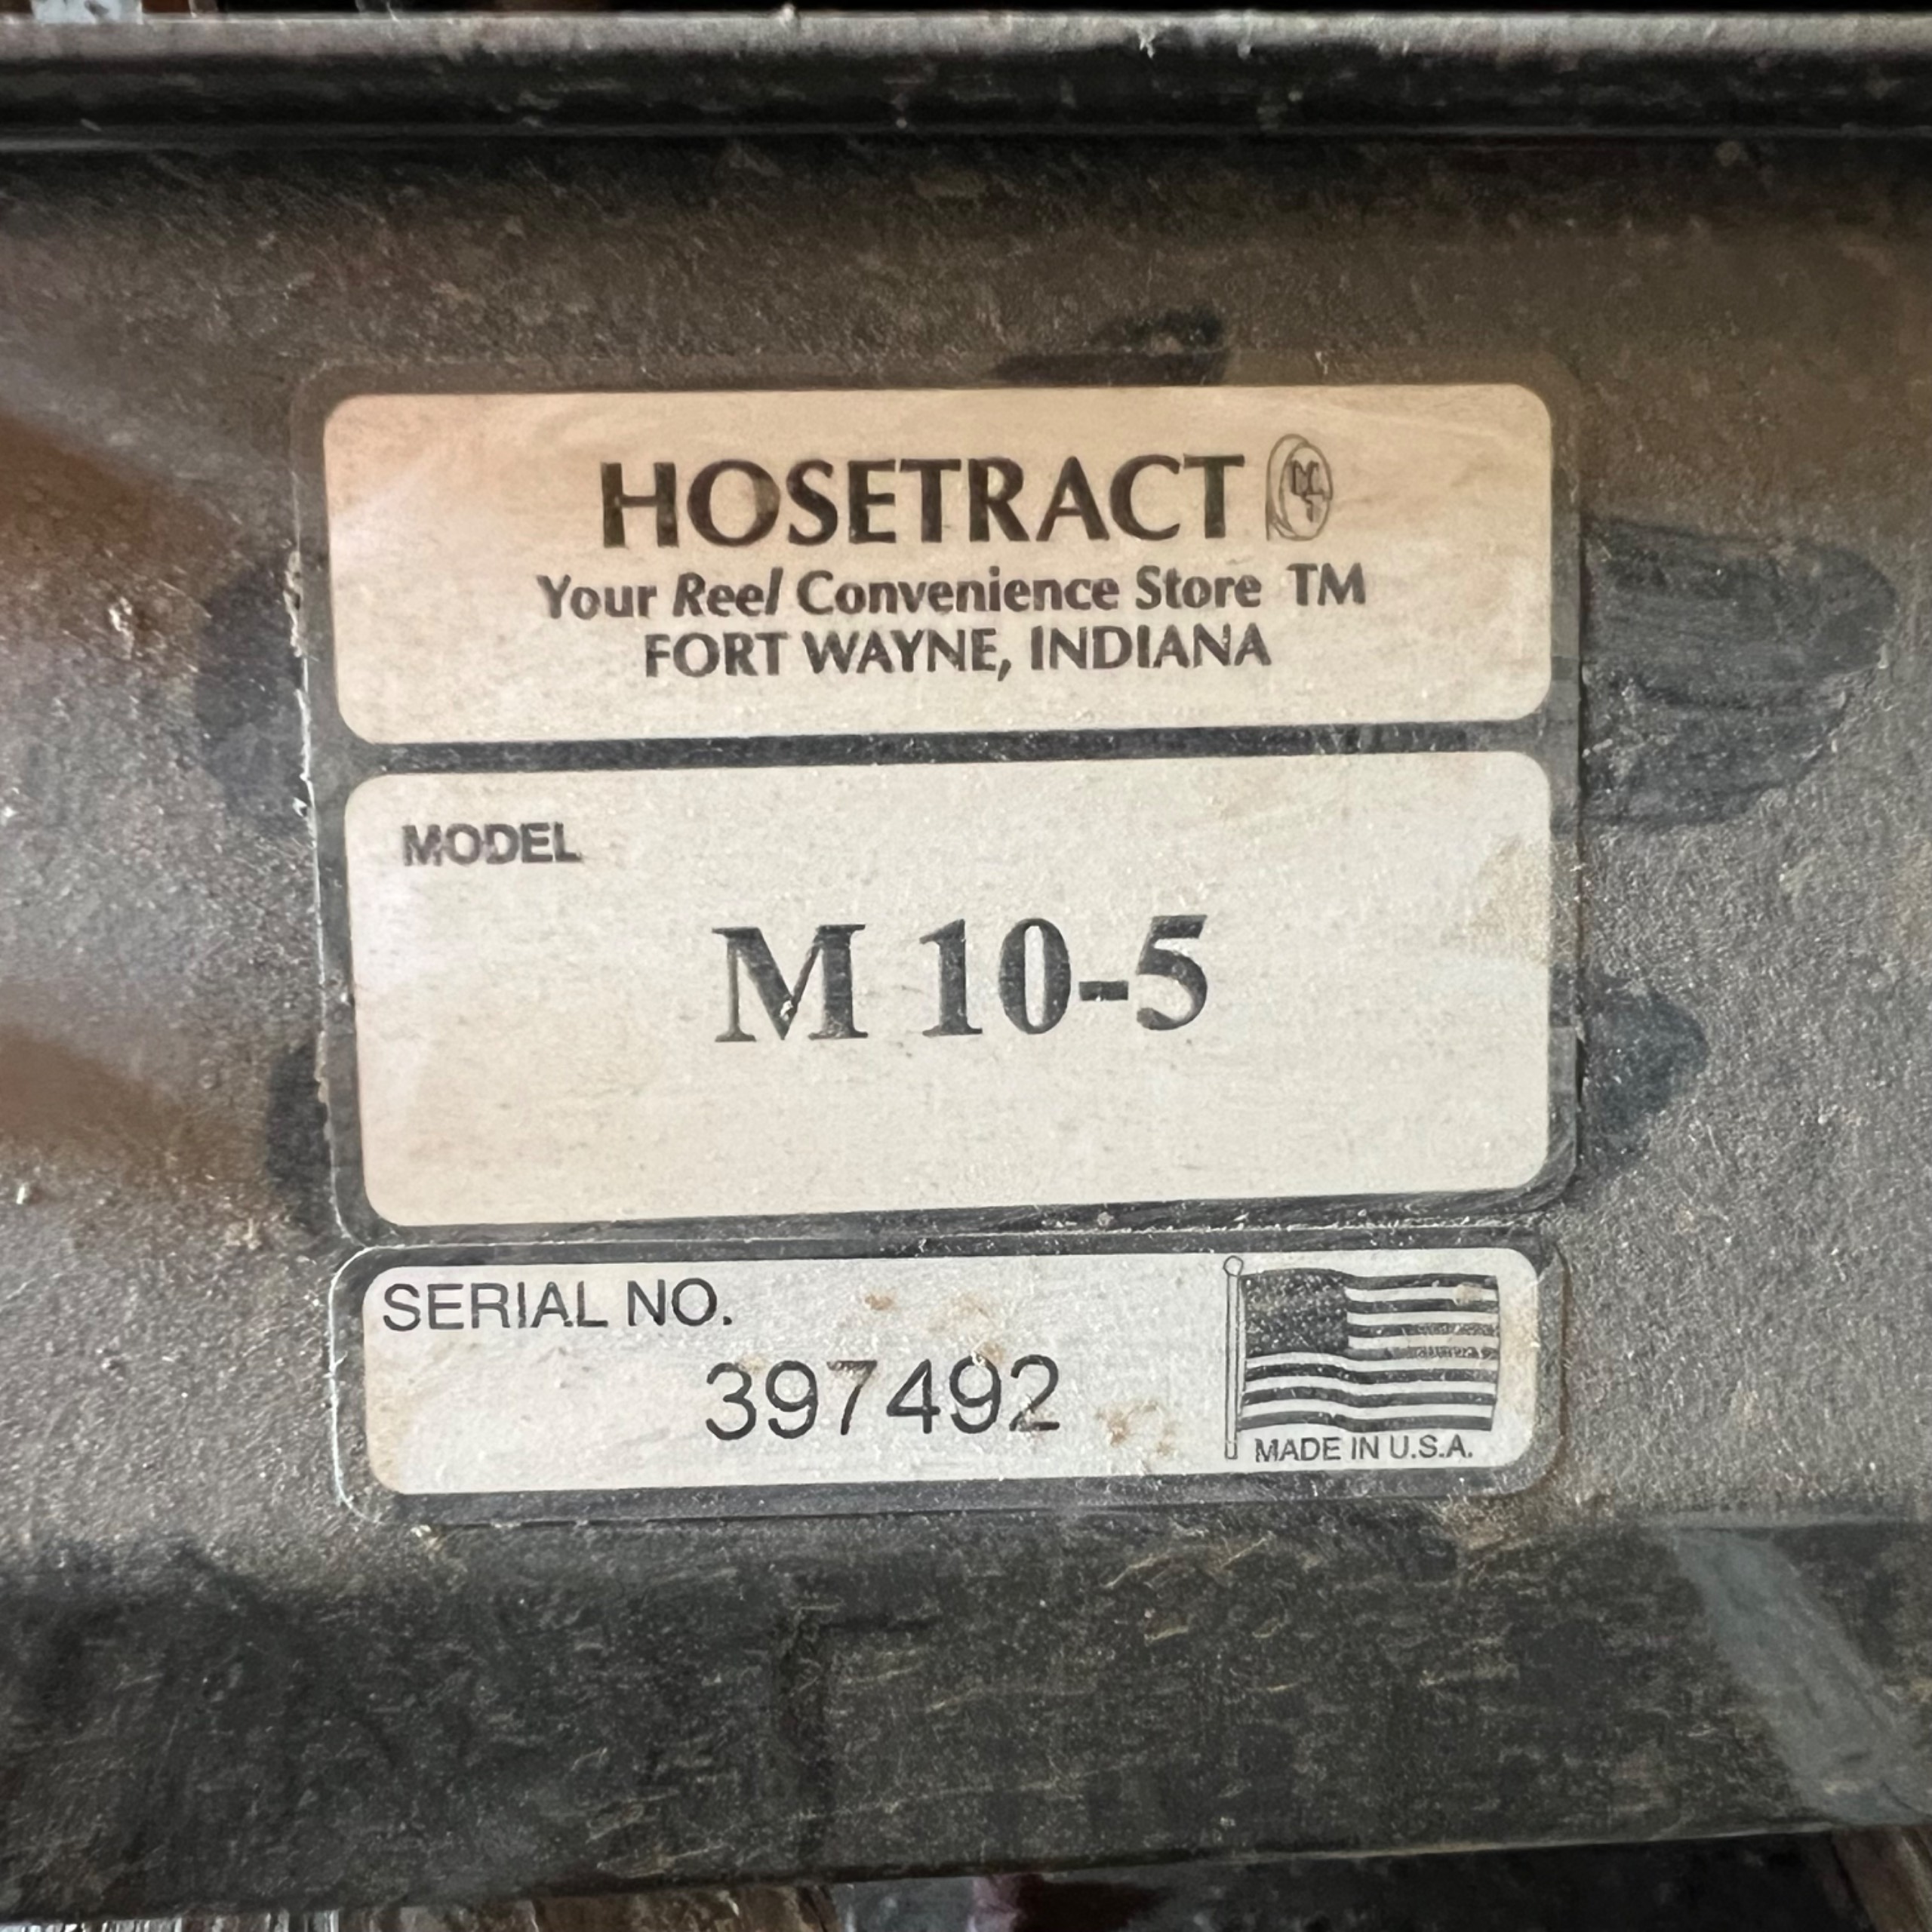 HOSETRACT
Your Reel Convenience Store TM
FORT WAYNE, INDIANA
MODEL
M 10-5
SERIAL NO.
397492
MADE IN U.S.A.